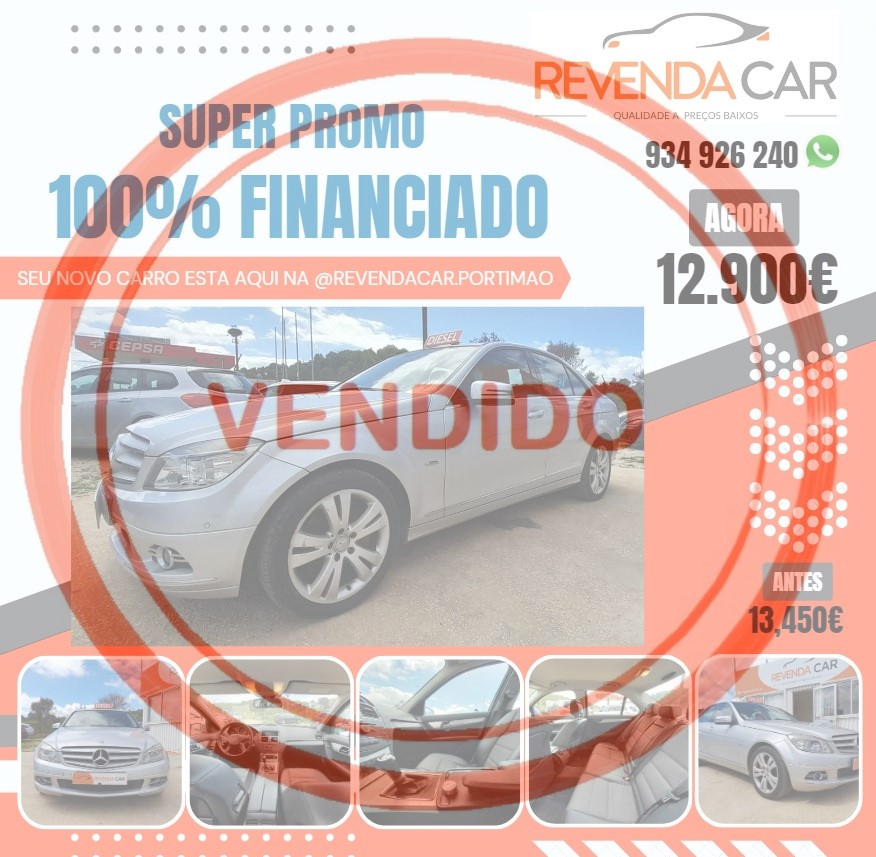 REVENDA CAR
QUALIDADE A PREÇOS BAIXOS
SUPER PROMO
100% FINANCIADO
934 926 240
AGORA
12.900€
SEU NOVO CARRO ESTA AQUI NA @REVENDACAR.PORTIMAO
CEPSA
DIESEL
VENDIDO
ANTES
13,450€
REVENDA CAR
REVENDA CAR